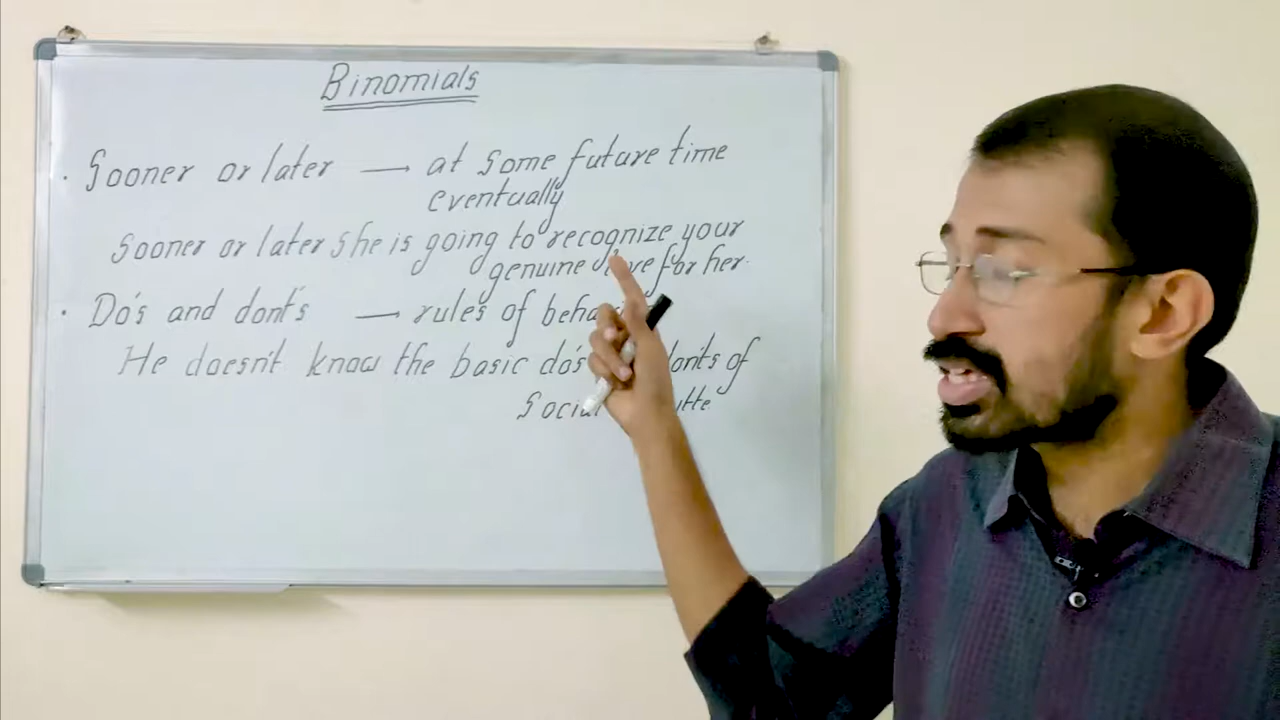 Binomials
. Sooner or later → at some future time
eventually
Sooner or later she is going to recognize your
genuine love for her.
. Do's and dont's → rules of
He doesn't know the basic do's of
Social